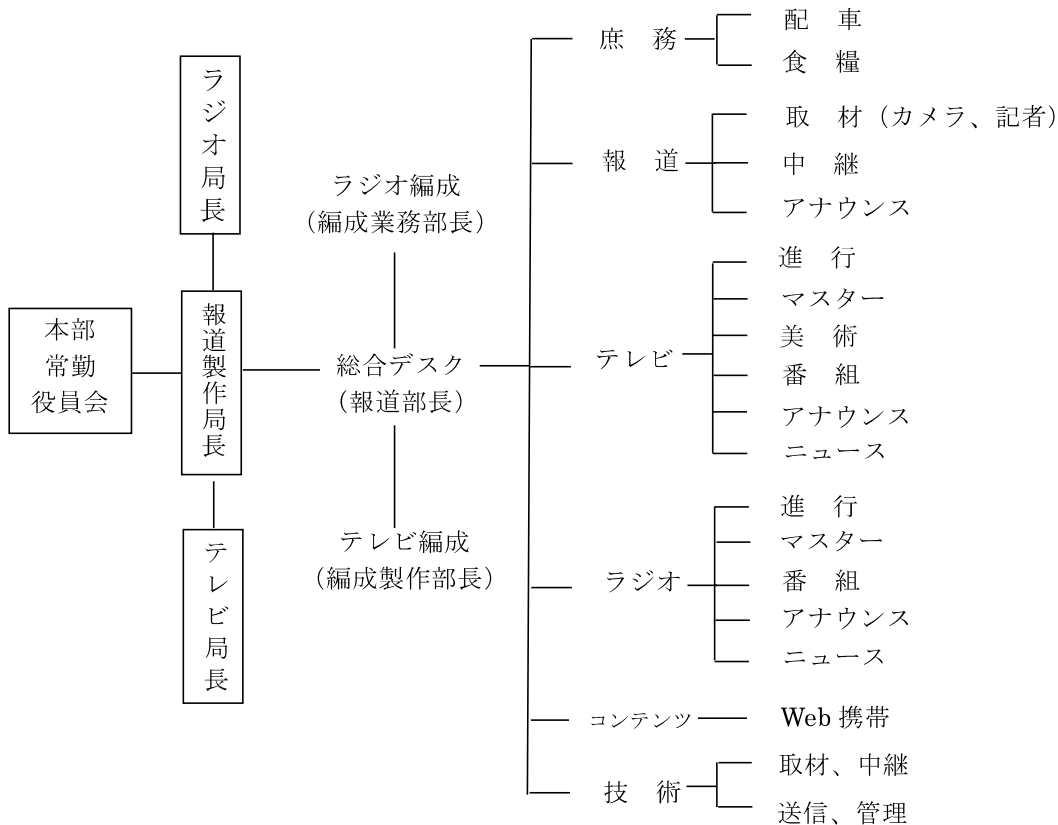 本部
常勤
役員会
ラジオ局長
報道製作局長
テレビ局長
ラジオ編成
（編成業務部長）
総合デスク
（報道部長）
テレビ編成
（編成製作部長）
庶　務
配　車
食　糧
報　道
取　材（カメラ、記者）
中　継
アナウンス
テレビ
進　行
マスター
美　術
番　組
アナウンス
ニュース
ラジオ
進　行
マスター
番　組
アナウンス
ニュース
コンテンツ
Web 携帯
技　術
取材、中継
送信、管理